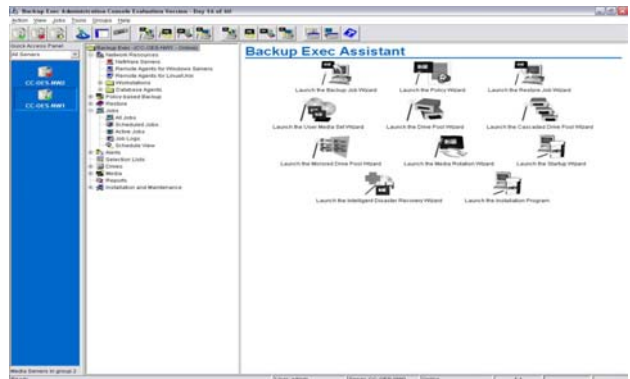 Backup Exec Administration Console Evaluation Version - Day 14 of 60
Action View Jobs Tools Groups Help
Quick Access Panel
All Servers
CC-OES-NW2
CC-OES-NW1
Media Servers in group 2
Network Resources
NetWare Servers
Remote Agents for Windows Servers
Remote Agents for Linux/Unix
Workstations
Database Agents
Policy-based Backup
Restore
Jobs
All Jobs
Scheduled Jobs
Active Jobs
Job Logs
Schedule View
Alerts
Selection Lists
Drives
Media
Reports
Installation and Maintenance
Backup Exec Assistant
Launch the Backup Job Wizard
Launch the Policy Wizard
Launch the Restore Job Wizard
Launch the User Media Set Wizard
Launch the Drive Pool Wizard
Launch the Cascaded Drive Pool Wizard
Launch the Mirrored Drive Pool Wizard
Launch the Media Rotation Wizard
Launch the Startup Wizard
Launch the Intelligent Disaster Recovery Wizard
Launch the Installation Program